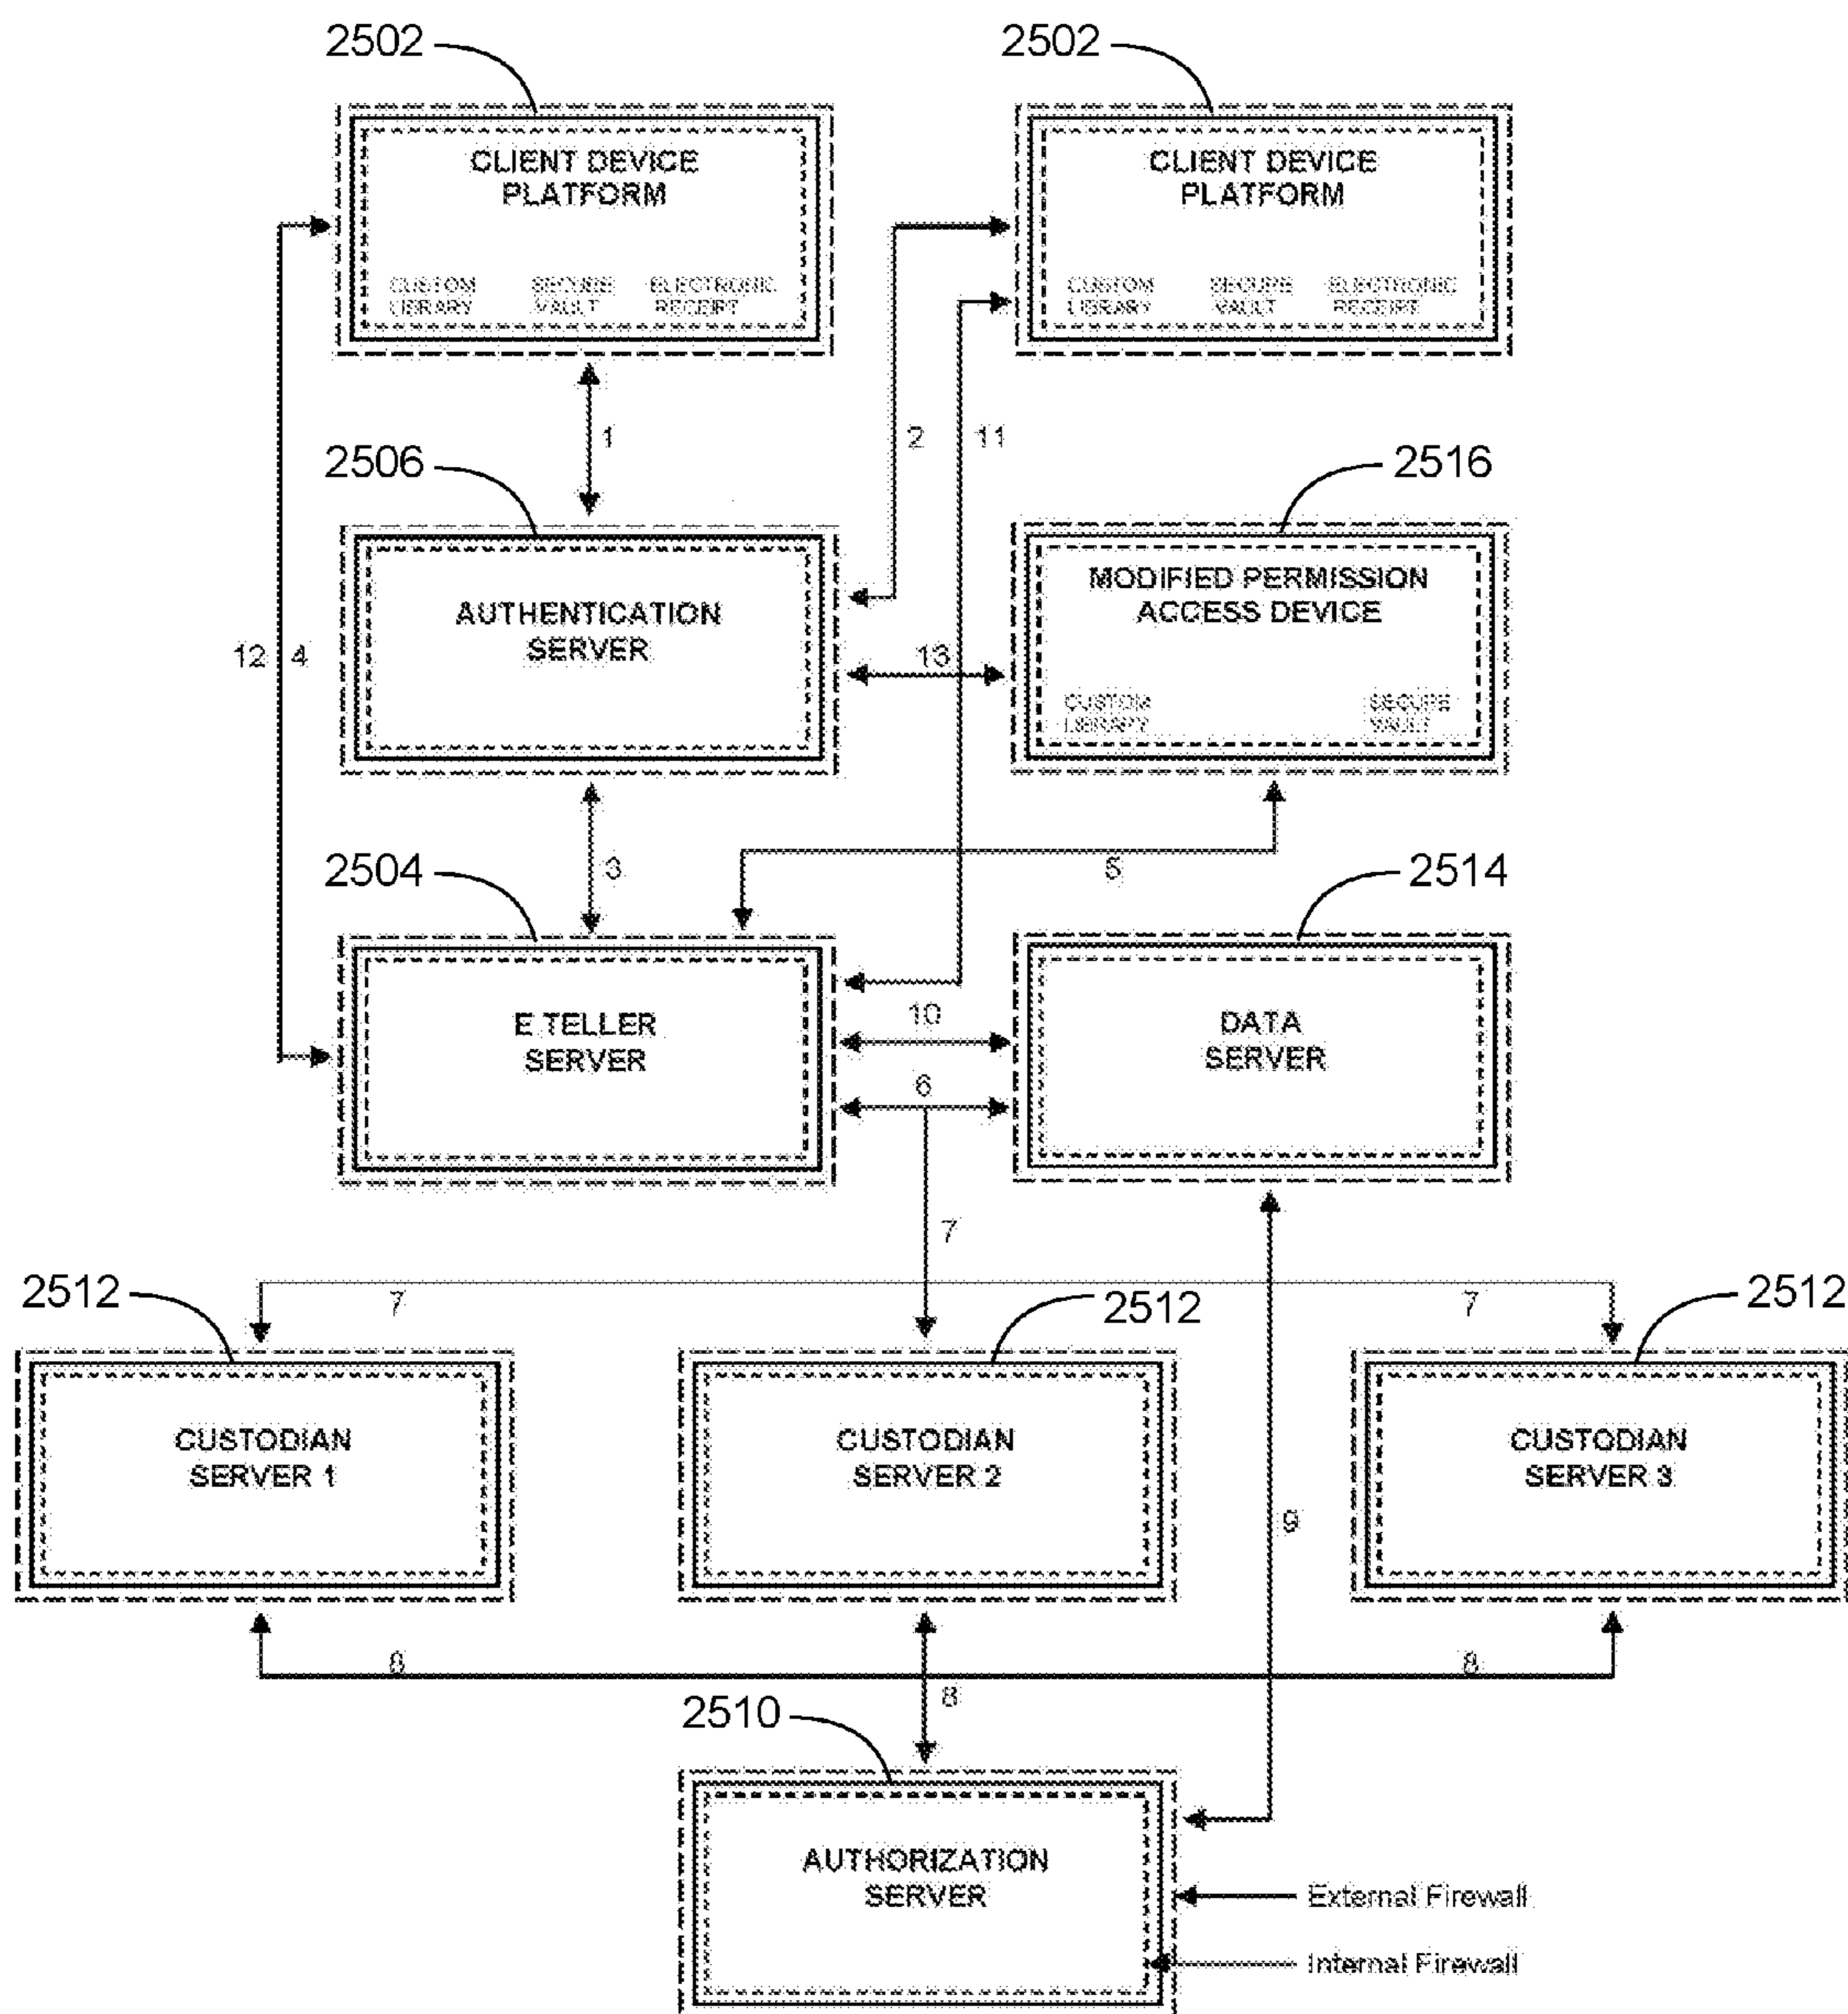 2502
2502
CLIENT DEVICE
PLATFORM
CUSTOM
LIBRARY
SECURE
VAULT
ELECTRONIC
RECEIPT
CLIENT DEVICE
PLATFORM
CUSTOM
LIBRARY
SECURE
VAULT
ELECTRONIC
RECEIPT
1
2
11
2506
2516
AUTHENTICATION
SERVER
MODIFIED PERMISSION
ACCESS DEVICE
CUSTOM
LIBRARY
SECURE
VAULT
12
4
13
3
5
2504
2514
E TELLER
SERVER
10
6
DATA
SERVER
7
2512
7
2512
7
2512
CUSTODIAN
SERVER 1
CUSTODIAN
SERVER 2
CUSTODIAN
SERVER 3
9
8
8
8
2510
AUTHORIZATION
SERVER
External Firewall
Internal Firewall